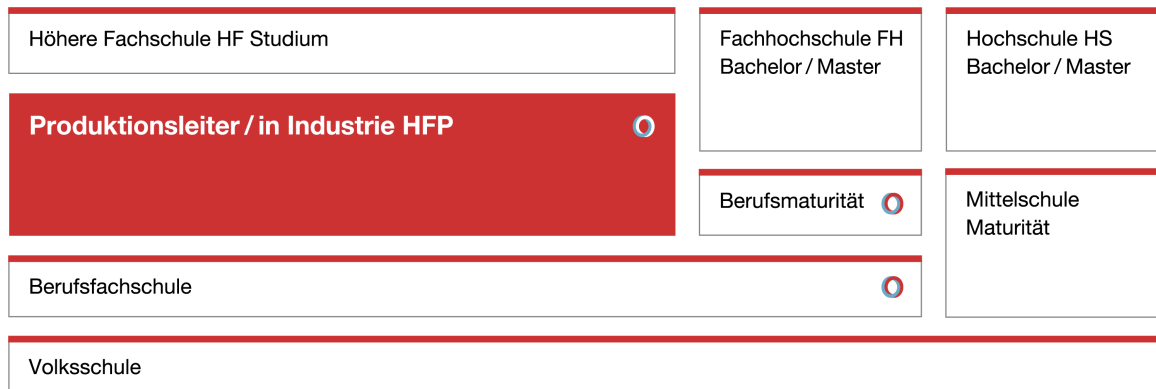 Höhere Fachschule HF Studium
Fachhochschule FH
Bachelor / Master
Hochschule HS
Bachelor / Master
Produktionsleiter / in Industrie HFP
Berufsmaturität
Mittelschule
Maturität
Berufsfachschule
Volksschule